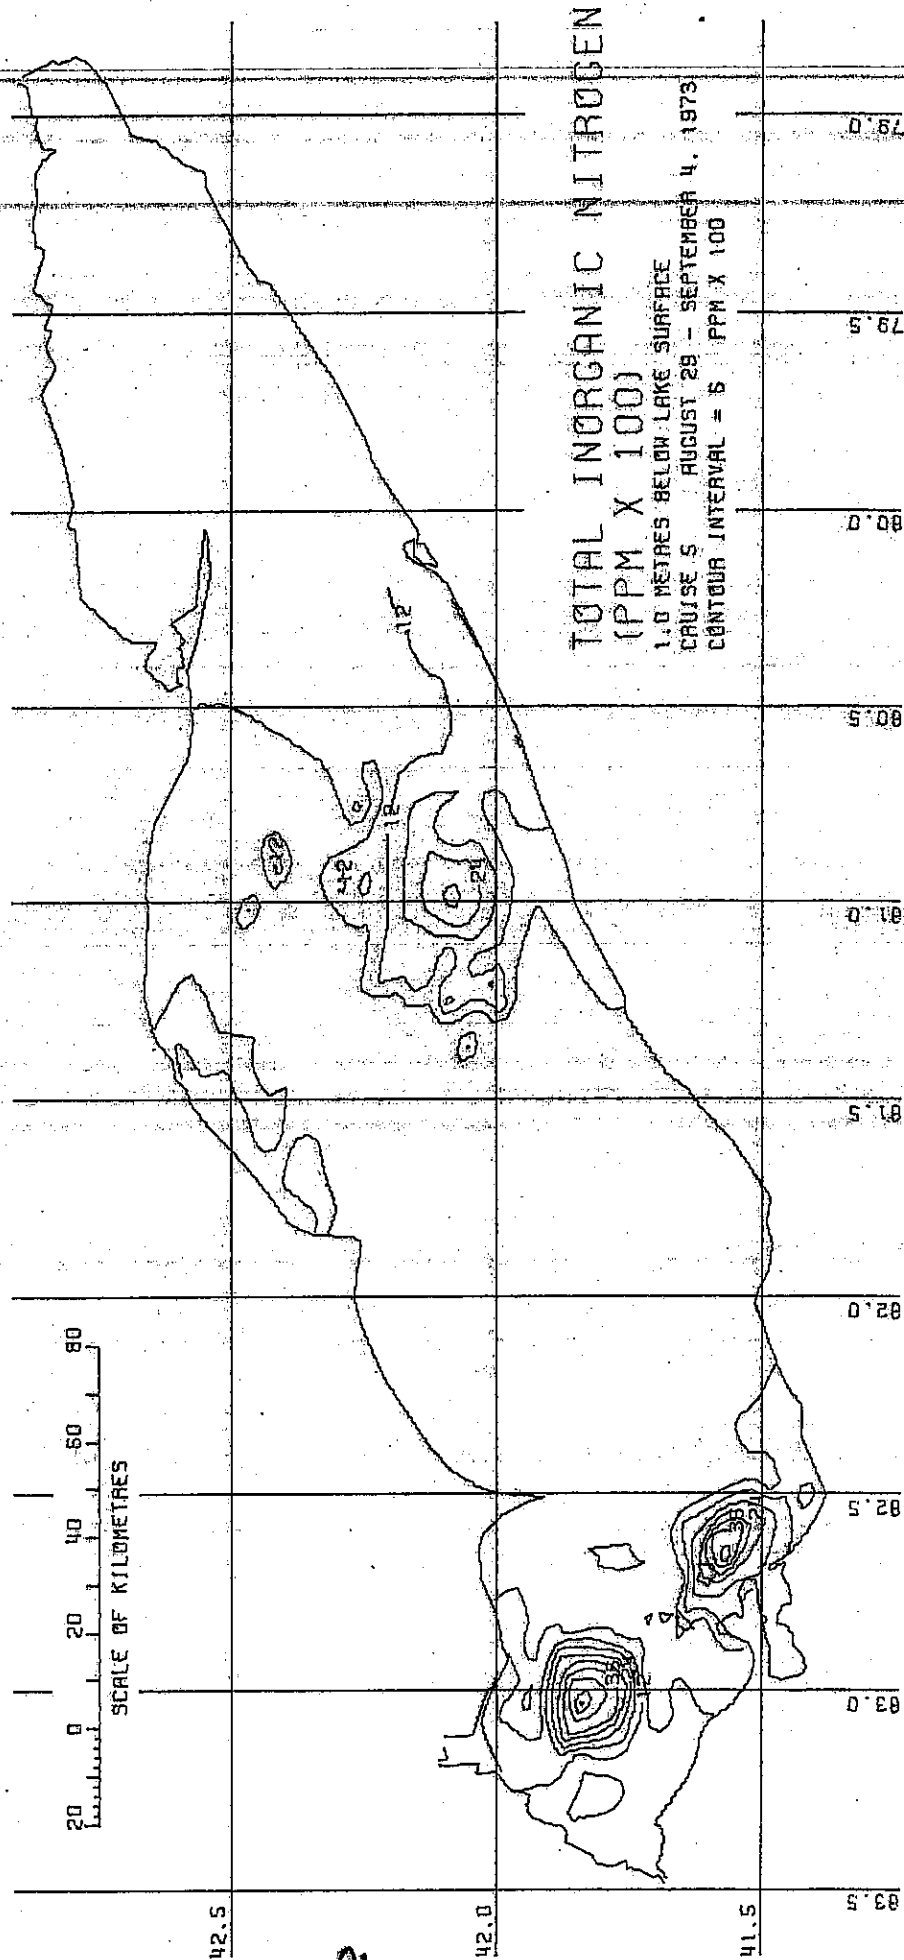 TOTAL INORGANIC NITROGEN
(PPM X 100)
1.0 METRES BELOW LAKE SURFACE
CRUISE 5 AUGUST 29 - SEPTEMBER 4, 1973
CONTOUR INTERVAL = 6 PPM X 100
20 0 20 40 60 80
SCALE OF KILOMETRES
42.5
42.0
41.5
83.5
83.0
82.5
82.0
81.5
81.0
80.5
80.0
79.5
79.0
12
12
24
12